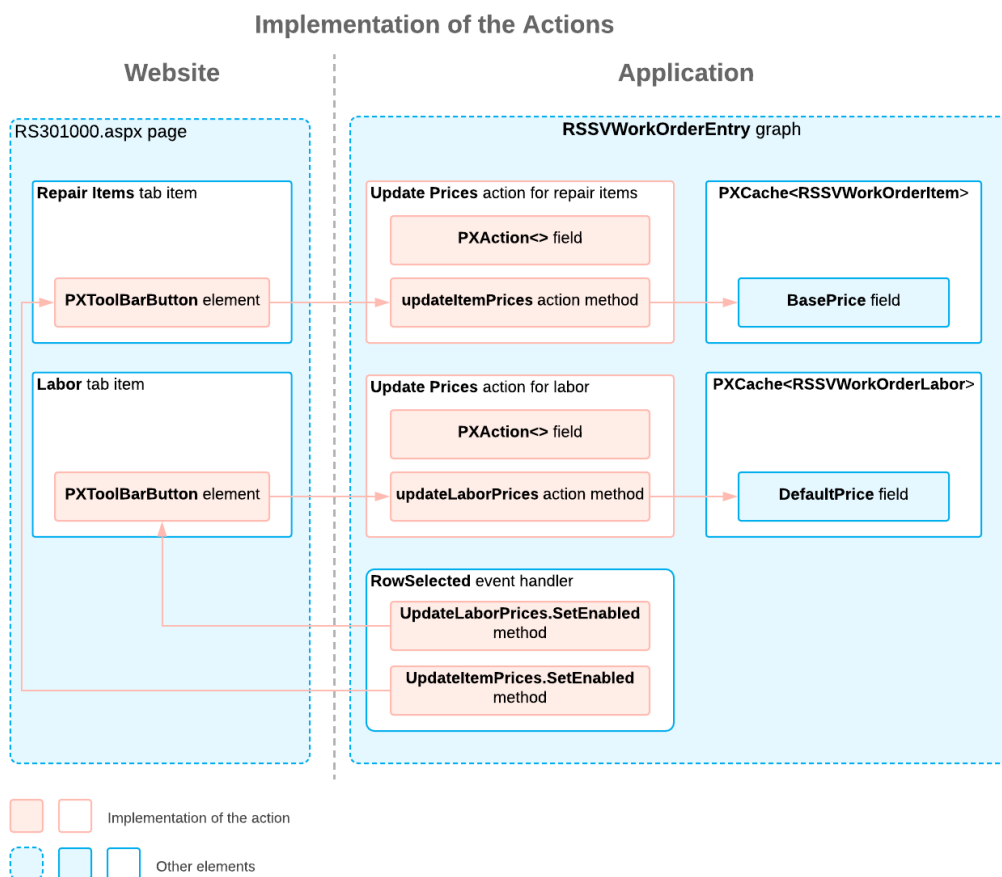 Implementation of the Actions
Website
Application
RS301000.aspx page
RSSVWorkOrderEntry graph
Repair Items tab item
PXToolBarButton element
Update Prices action for repair items
PXAction<> field
updateItemPrices action method
PXCache<RSSVWorkOrderItem>
BasePrice field
Labor tab item
PXToolBarButton element
Update Prices action for labor
PXAction<> field
updateLaborPrices action method
PXCache<RSSVWorkOrderLabor>
DefaultPrice field
RowSelected event handler
UpdateLaborPrices.SetEnabled
method
UpdateItemPrices.SetEnabled
method
Implementation of the action
Other elements